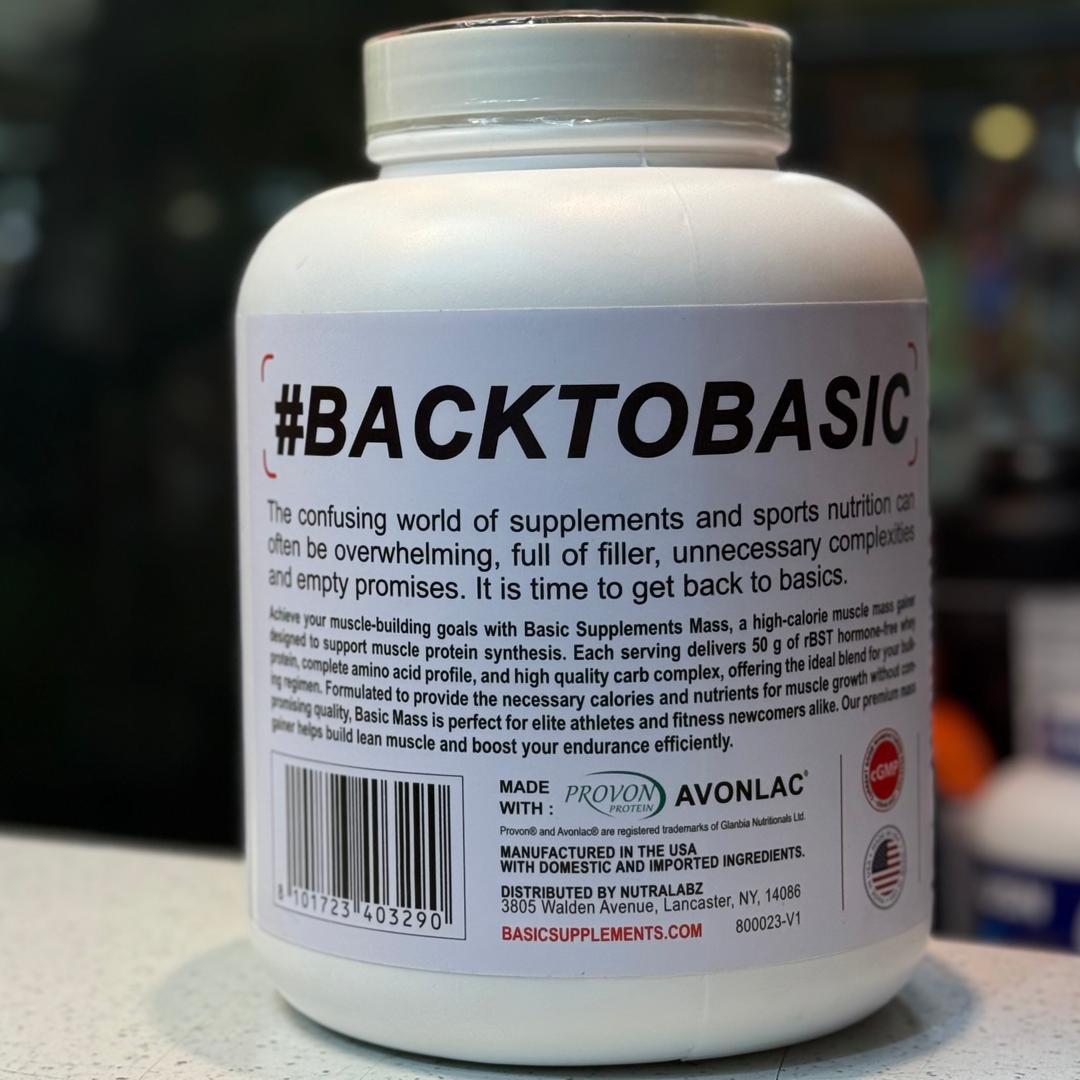 #BACKTOBASIC
The confusing world of supplements and sports nutrition can
often be overwhelming, full of filler, unnecessary complexities
and empty promises. It is time to get back to basics.
Achieve your muscle-building goals with Basic Supplements Mass, a high-calorie muscle mass gainer
designed to support muscle protein synthesis. Each serving delivers 50 g of rBST hormone-free whey
protein, complete amino acid profile, and high quality carb complex, offering the ideal blend for your bulk-
ing regimen. Formulated to provide the necessary calories and nutrients for muscle growth without com-
promising quality, Basic Mass is perfect for elite athletes and fitness newcomers alike. Our premium mass
gainer helps build lean muscle and boost your endurance efficiently.
8 101723 403290
MADE
WITH :
PROVON
PROTEIN
AVONLAC®
Provon® and Avonlac® are registered trademarks of Glanbia Nutritionals Ltd.
MANUFACTURED IN THE USA
WITH DOMESTIC AND IMPORTED INGREDIENTS.
DISTRIBUTED BY NUTRALABZ
3805 Walden Avenue, Lancaster, NY, 14086
BASICSUPPLEMENTS.COM
800023-V1
cGMP